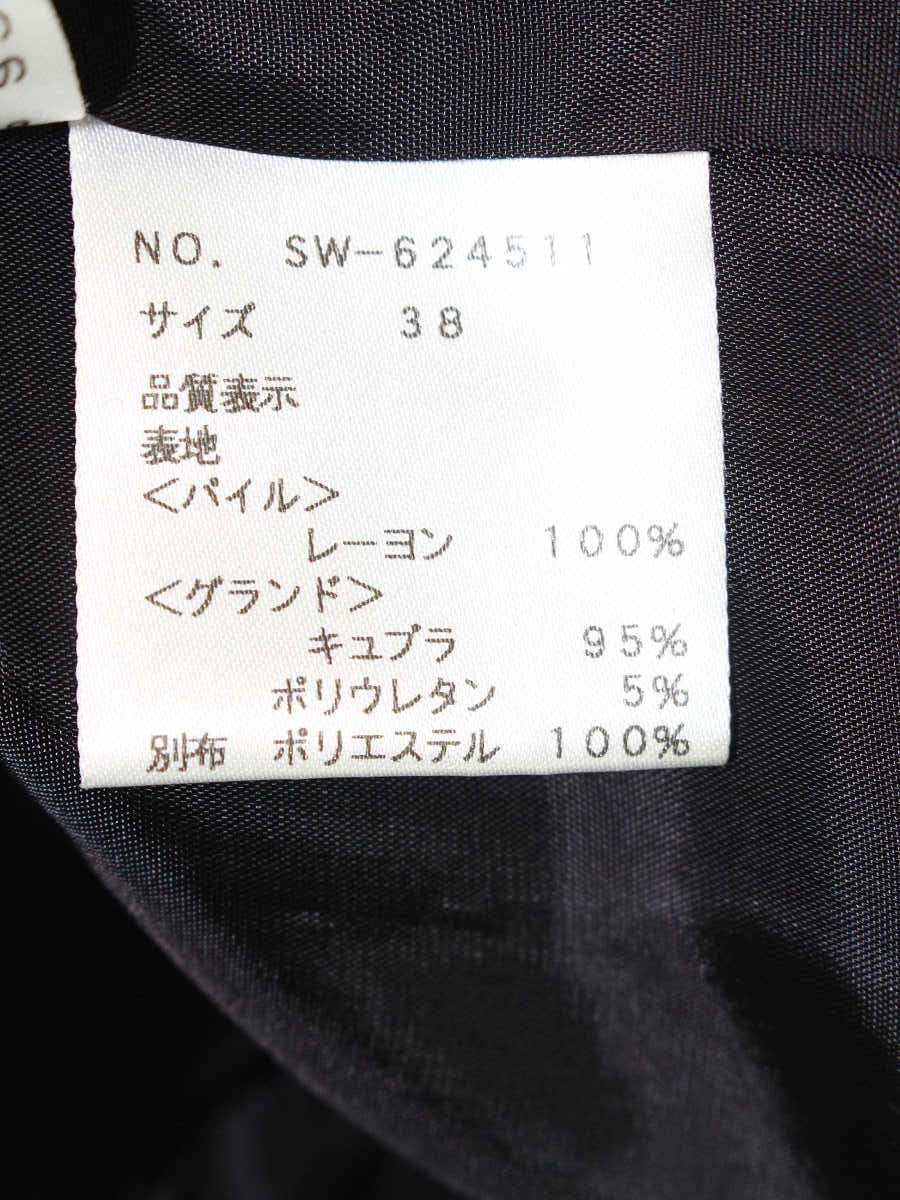 NO. SW-624511
サイズ 38
品質表示
表地
<パイル>
レーヨン 100%
<グランド>
キュプラ 95%
ポリウレタン 5%
別布 ポリエステル 100%